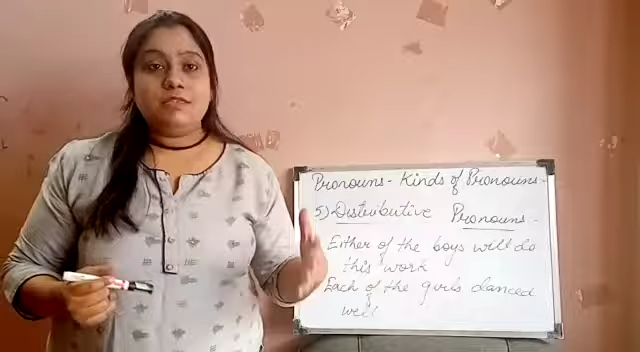 Pronouns - Kinds of Pronouns:-
5) Distributive Pronouns:-
Either of the boys will do
this work
Each of the girls danced
well